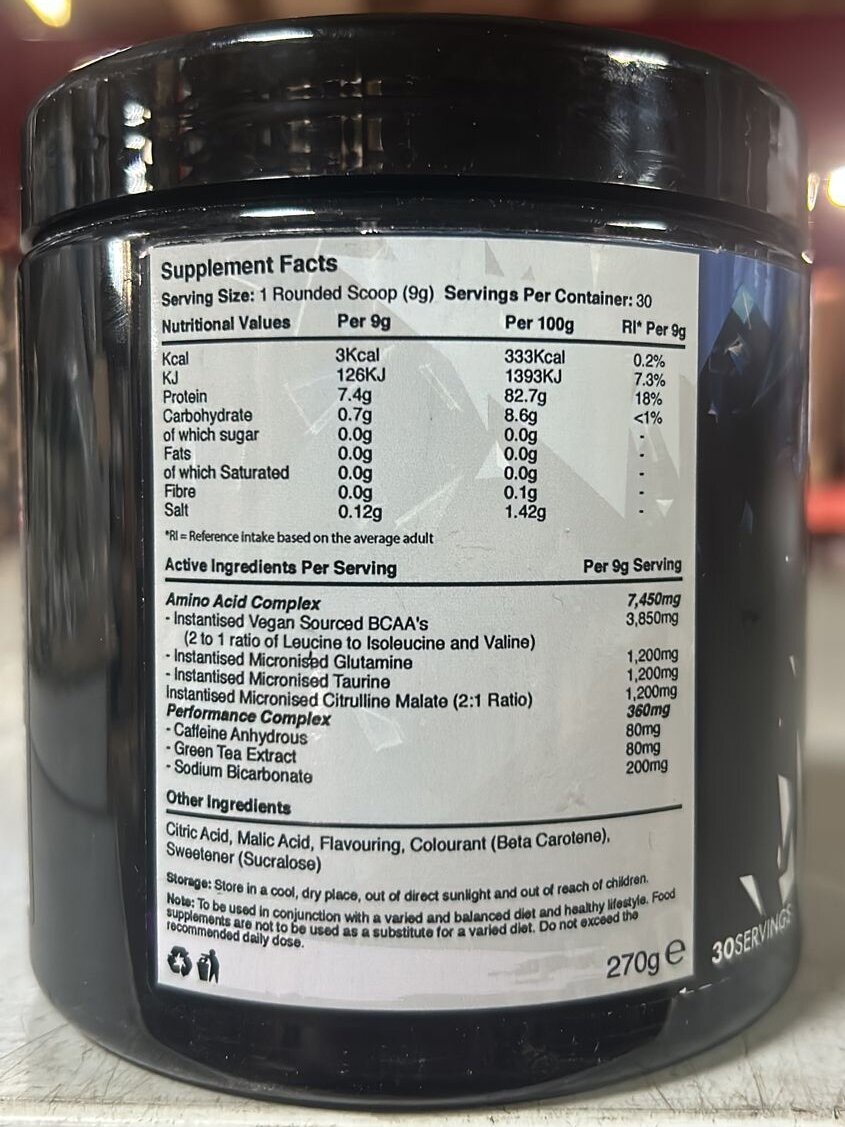 Supplement Facts
Serving Size: 1 Rounded Scoop (9g) Servings Per Container: 30
Nutritional Values Per 9g Per 100g RI* Per 9g
Kcal 3Kcal 333Kcal 0.2%
KJ 126KJ 1393KJ 7.3%
Protein 7.4g 82.7g 18%
Carbohydrate 0.7g 8.6g <1%
of which sugar 0.0g 0.0g -
Fats 0.0g 0.0g -
of which Saturated 0.0g 0.0g -
Fibre 0.0g 0.1g -
Salt 0.12g 1.42g -
*RI = Reference intake based on the average adult
Active Ingredients Per Serving Per 9g Serving
Amino Acid Complex 7,450mg
- Instantised Vegan Sourced BCAA's 3,850mg
(2 to 1 ratio of Leucine to Isoleucine and Valine)
- Instantised Micronised Glutamine 1,200mg
- Instantised Micronised Taurine 1,200mg
Instantised Micronised Citrulline Malate (2:1 Ratio) 1,200mg
Performance Complex 360mg
- Caffeine Anhydrous 80mg
- Green Tea Extract 80mg
- Sodium Bicarbonate 200mg
Other Ingredients
Citric Acid, Malic Acid, Flavouring, Colourant (Beta Carotene),
Sweetener (Sucralose)
Storage: Store in a cool, dry place, out of direct sunlight and out of reach of children.
Note: To be used in conjunction with a varied and balanced diet and healthy lifestyle. Food
supplements are not to be used as a substitute for a varied diet. Do not exceed the
recommended daily dose.
270g e
30SERVINGS